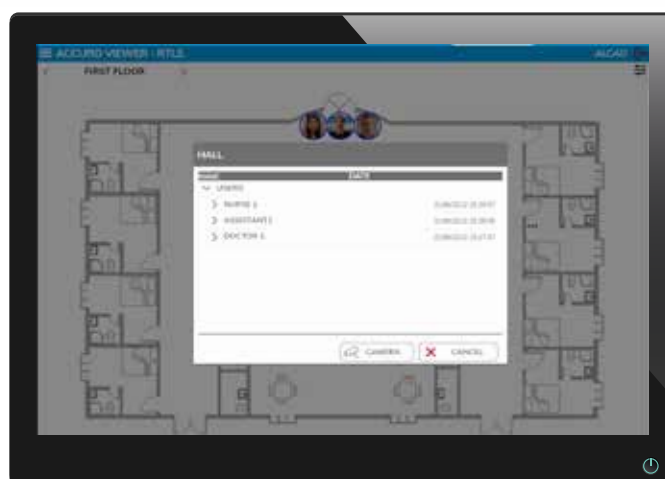 ACCURO VIEWER - RTLS
ALCAD
FIRST FLOOR
HALL
DATE
USERS
NURSE 1
ASSISTANT 1
DOCTOR 1
CAMERA
CANCEL